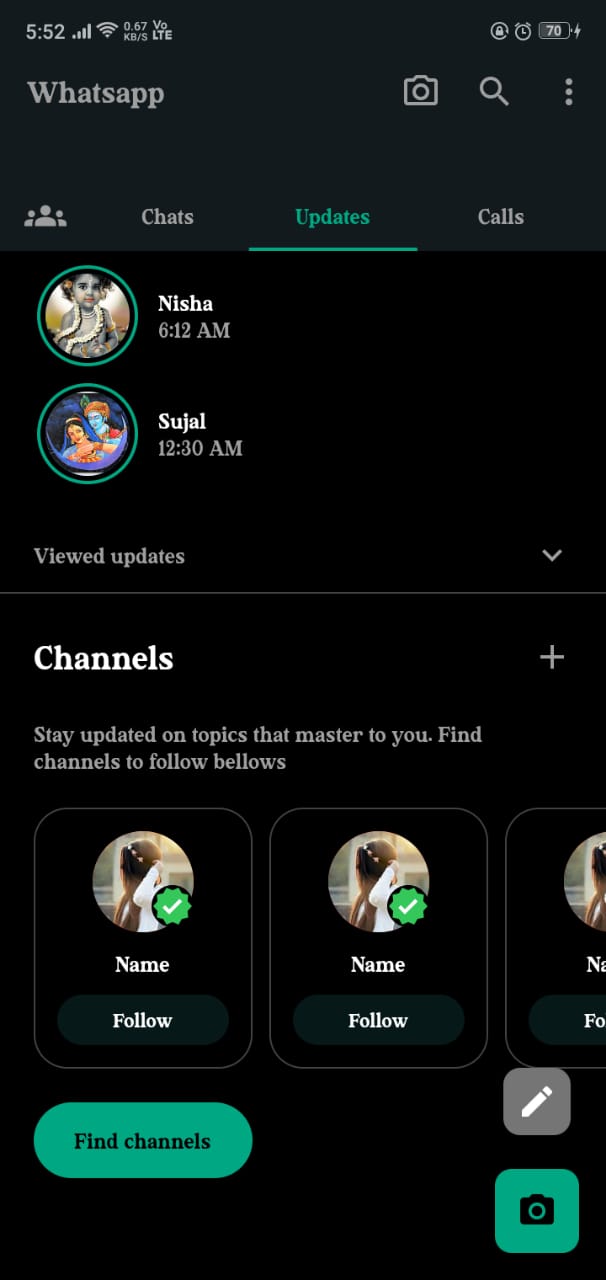 5:52 0.67 KB/S Vo LTE 70
Whatsapp
Chats Updates Calls
Nisha
6:12 AM
Sujal
12:30 AM
Viewed updates
Channels
Stay updated on topics that master to you. Find
channels to follow bellows
Name Name Na
Follow Follow Fo
Find channels